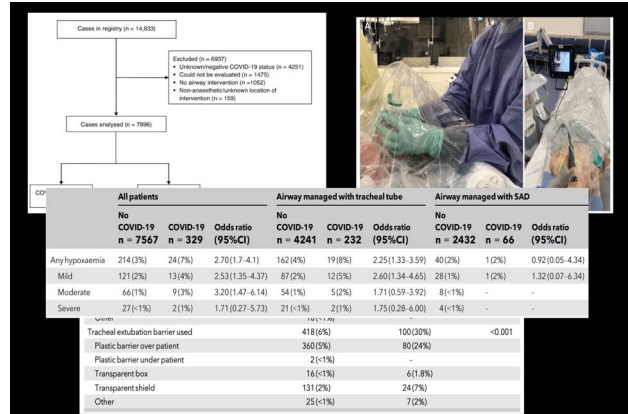 Cases in registry (n = 14,833)
Excluded (n = 6937)
• Unknown/negative COVID-19 status (n = 4251)
• Could not be evaluated (n = 1475)
• No airway intervention (n =1052)
• Non-anaesthetic/unknown location of
intervention (n = 159)
Cases analysed (n = 7896)
A
B
All patients Airway managed with tracheal tube Airway managed with SAD
No No No
COVID-19 COVID-19 Odds ratio COVID-19 COVID-19 Odds ratio COVID-19 COVID-19 Odds ratio
n = 7567 n = 329 (95%CI) n = 4241 n = 232 (95%CI) n = 2432 n = 66 (95%CI)
Any hypoxaemia 214 (3%) 24 (7%) 2.70 (1.7–4.1) 162 (4%) 19 (8%) 2.25 (1.33–3.59) 40 (2%) 1 (2%) 0.92 (0.05–4.34)
Mild 121 (2%) 13 (4%) 2.53 (1.35–4.37) 87 (2%) 12 (5%) 2.60 (1.34–4.65) 28 (1%) 1 (2%) 1.32 (0.07–6.34)
Moderate 66 (1%) 9 (3%) 3.20 (1.47–6.14) 54 (1%) 5 (2%) 1.71 (0.59–3.92) 8 (<1%) - -
Severe 27 (<1%) 2 (1%) 1.71 (0.27–5.73) 21 (<1%) 2 (1%) 1.75 (0.28–6.00) 4 (<1%) - -
Tracheal extubation barrier used 418 (6%) 100 (30%) <0.001
Plastic barrier over patient 360 (5%) 80 (24%)
Plastic barrier under patient 2 (<1%) -
Transparent box 16 (<1%) 6 (1.8%)
Transparent shield 131 (2%) 24 (7%)
Other 25 (<1%) 7 (2%)